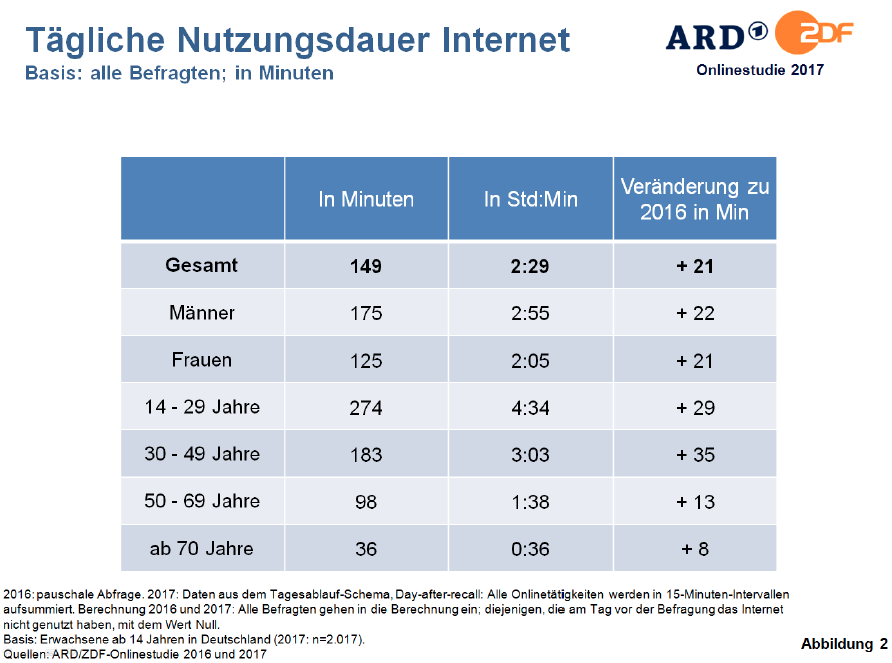 Tägliche Nutzungsdauer Internet
Basis: alle Befragten; in Minuten
ARD 1 ZDF
Onlinestudie 2017
In Minuten In Std:Min Veränderung zu
2016 in Min
Gesamt 149 2:29 + 21
Männer 175 2:55 + 22
Frauen 125 2:05 + 21
14 - 29 Jahre 274 4:34 + 29
30 - 49 Jahre 183 3:03 + 35
50 - 69 Jahre 98 1:38 + 13
ab 70 Jahre 36 0:36 + 8
2016: pauschale Abfrage. 2017: Daten aus dem Tagesablauf-Schema, Day-after-recall: Alle Onlinetätigkeiten werden in 15-Minuten-Intervallen
aufsummiert. Berechnung 2016 und 2017: Alle Befragten gehen in die Berechnung ein; diejenigen, die am Tag vor der Befragung das Internet
nicht genutzt haben, mit dem Wert Null.
Basis: Erwachsene ab 14 Jahren in Deutschland (2017: n=2.017).
Quellen: ARD/ZDF-Onlinestudie 2016 und 2017
Abbildung 2